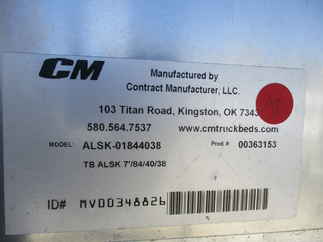 CM
Manufactured by
Contract Manufacturer, LLC.
103 Titan Road, Kingston, OK 7343
580.564.7537 www.cmtruckbeds.com
MODEL: ALSK-01844038 Prod # 00363153
TB ALSK 7'/84/40/38
ID# MV00348826